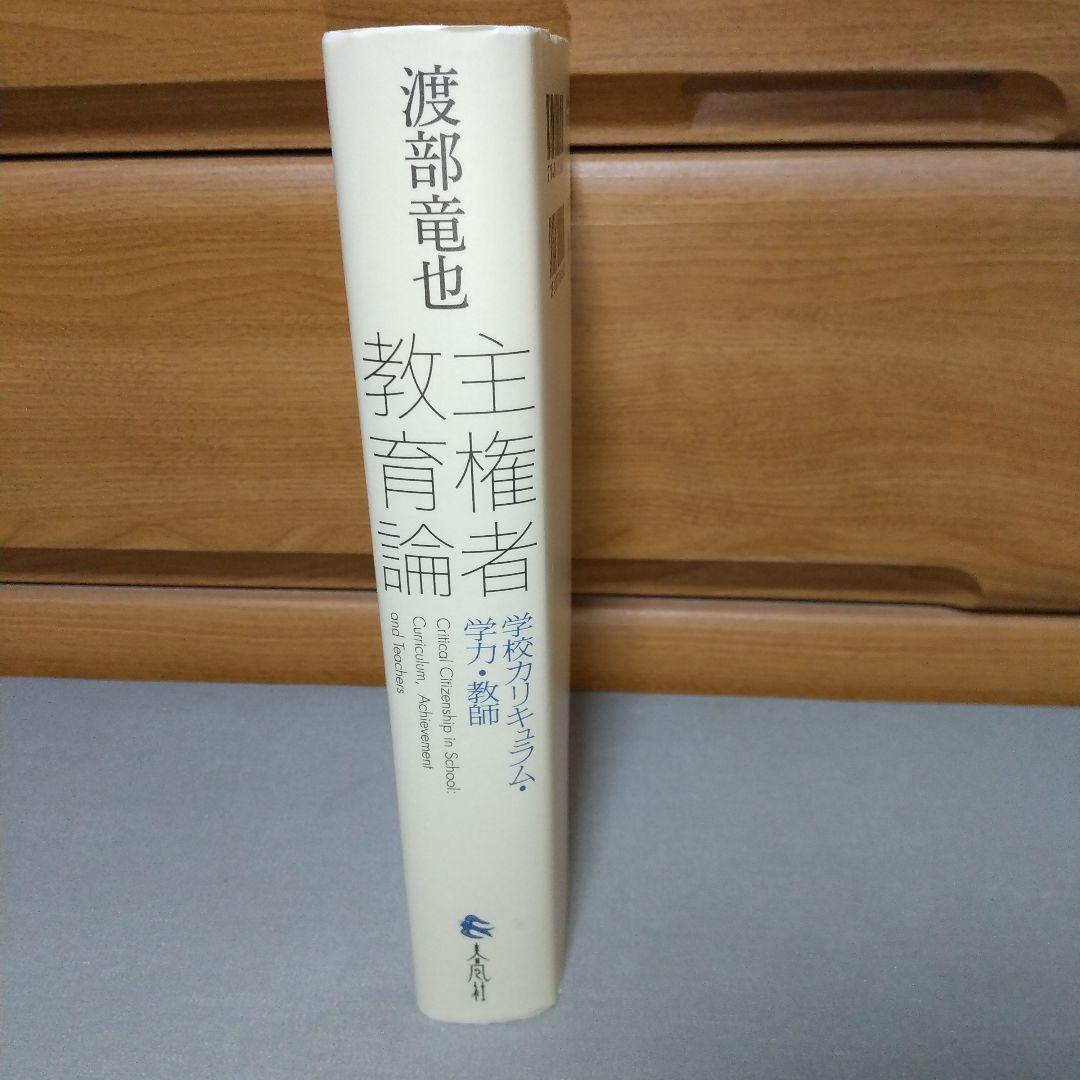 渡部竜也
主権者
教育論
学校カリキュラム・
学力・教師
Critical Citizenship in School:
Curriculum, Achievement
and Teachers
春風社